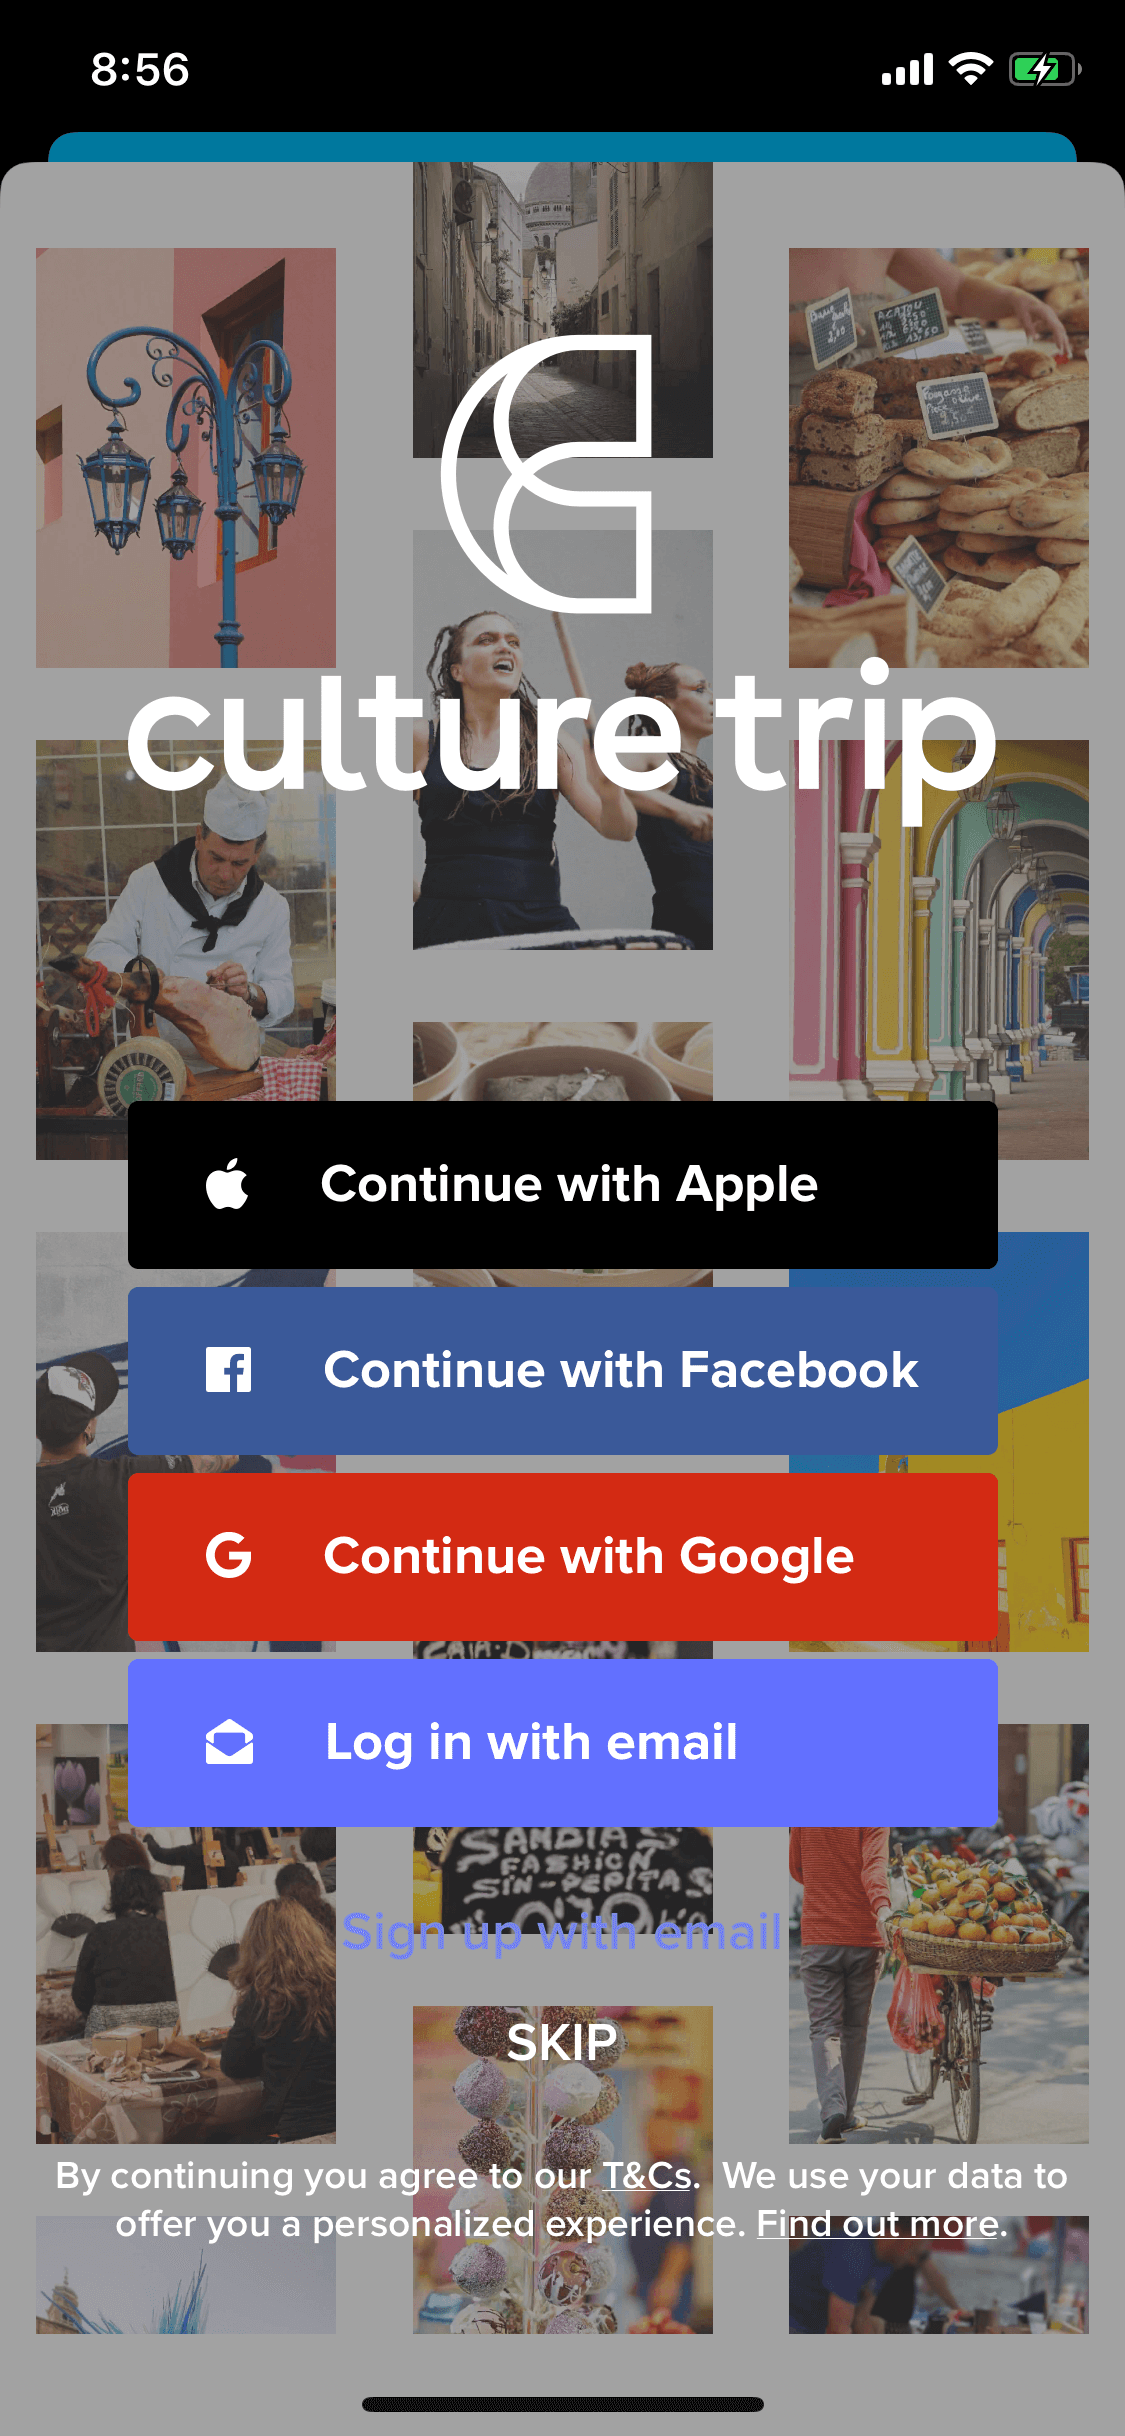 8:56
ACAJOU
culture trip
Continue with Apple
Continue with Facebook
Continue with Google
Log in with email
SANDIAS
FASHION
SIN-PEPITAS
Sign up with email
SKIP
By continuing you agree to our T&Cs. We use your data to
offer you a personalized experience. Find out more.